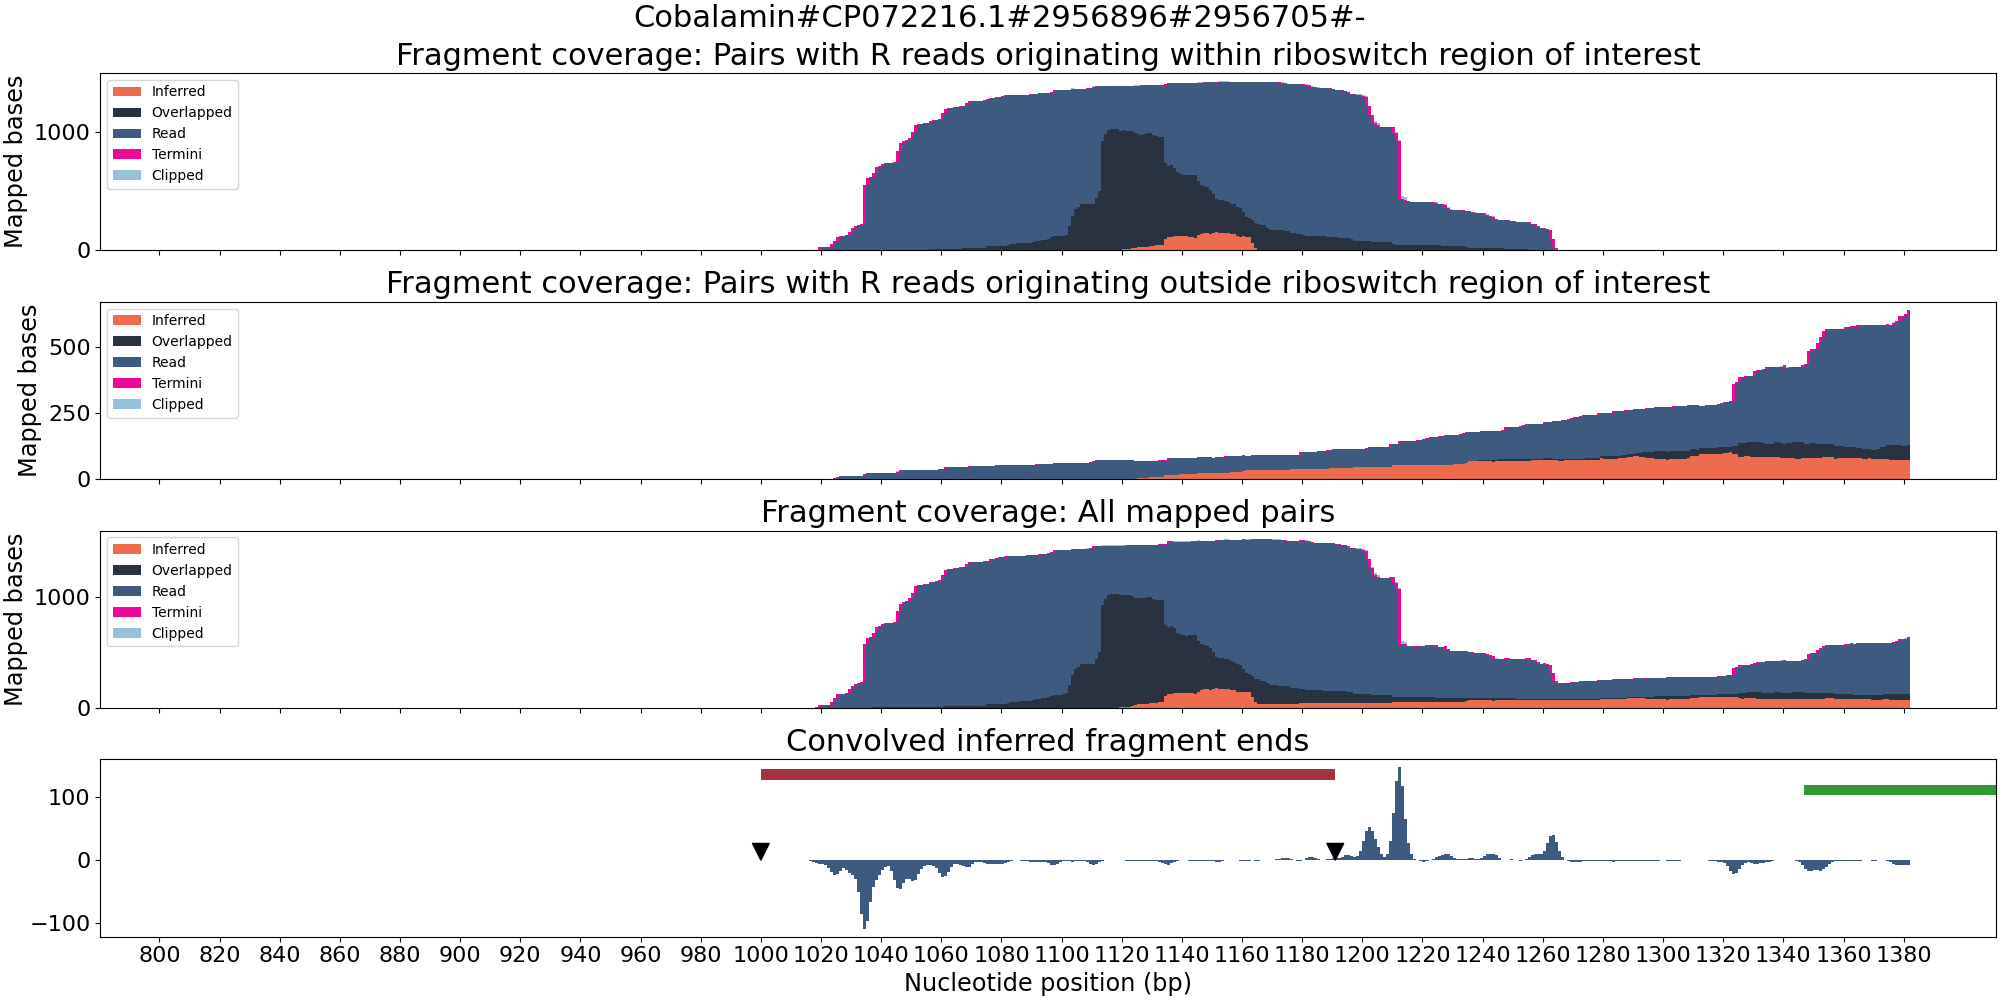 Cobalamin#CP072216.1#2956896#2956705#-
Fragment coverage: Pairs with R reads originating within riboswitch region of interest
Mapped bases
1000
0
Inferred
Overlapped
Read
Termini
Clipped
Fragment coverage: Pairs with R reads originating outside riboswitch region of interest
Mapped bases
500
250
0
Inferred
Overlapped
Read
Termini
Clipped
Fragment coverage: All mapped pairs
Mapped bases
1000
0
Inferred
Overlapped
Read
Termini
Clipped
Convolved inferred fragment ends
100
0
−100
800 820 840 860 880 900 920 940 960 980 1000 1020 1040 1060 1080 1100 1120 1140 1160 1180 1200 1220 1240 1260 1280 1300 1320 1340 1360 1380
Nucleotide position (bp)